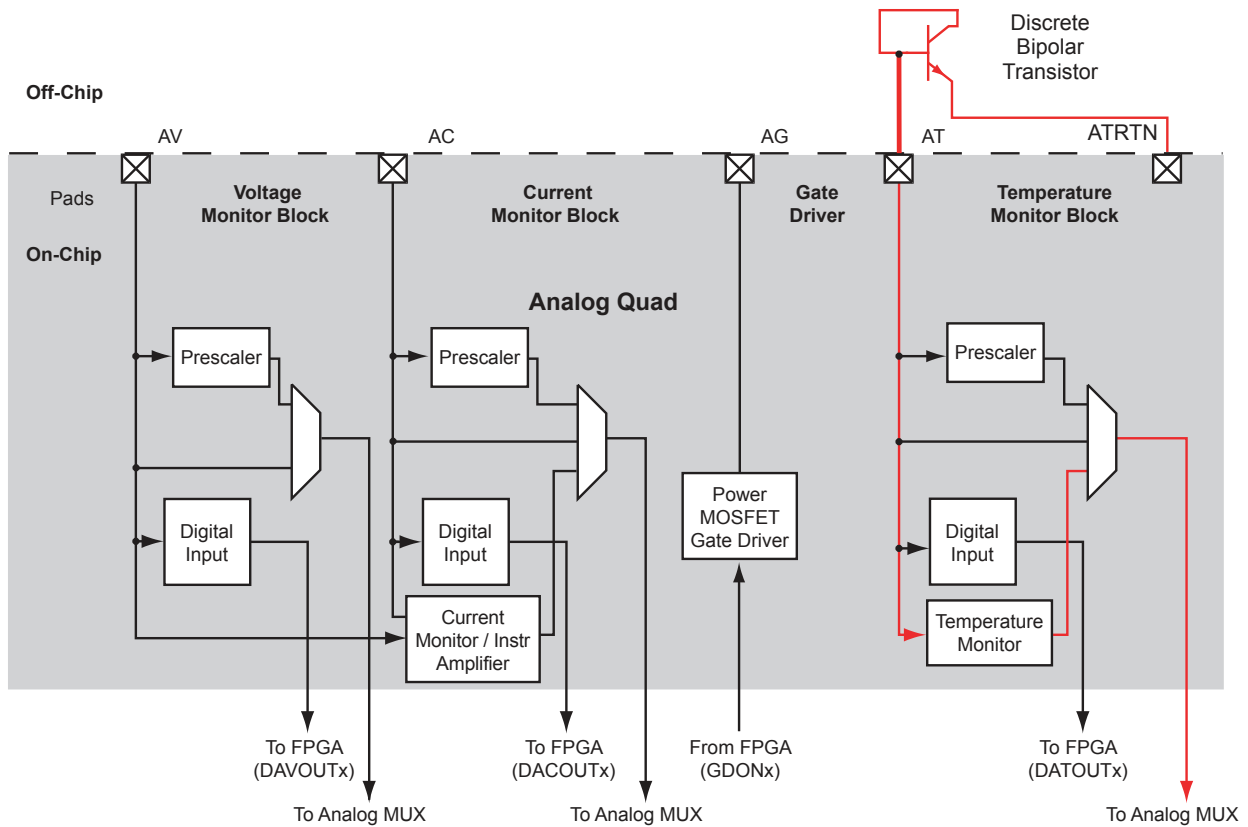 Discrete
Bipolar
Transistor
Off-Chip
AV
AC
AG
AT
ATRTN
Pads
Voltage
Monitor Block
Current
Monitor Block
Gate
Driver
Temperature
Monitor Block
On-Chip
Analog Quad
Prescaler
Prescaler
Prescaler
Digital
Input
Digital
Input
Power
MOSFET
Gate Driver
Digital
Input
Current
Monitor / Instr
Amplifier
Temperature
Monitor
To FPGA
(DAVOUTx)
To FPGA
(DACOUTx)
From FPGA
(GDONx)
To FPGA
(DATOUTx)
To Analog MUX
To Analog MUX
To Analog MUX